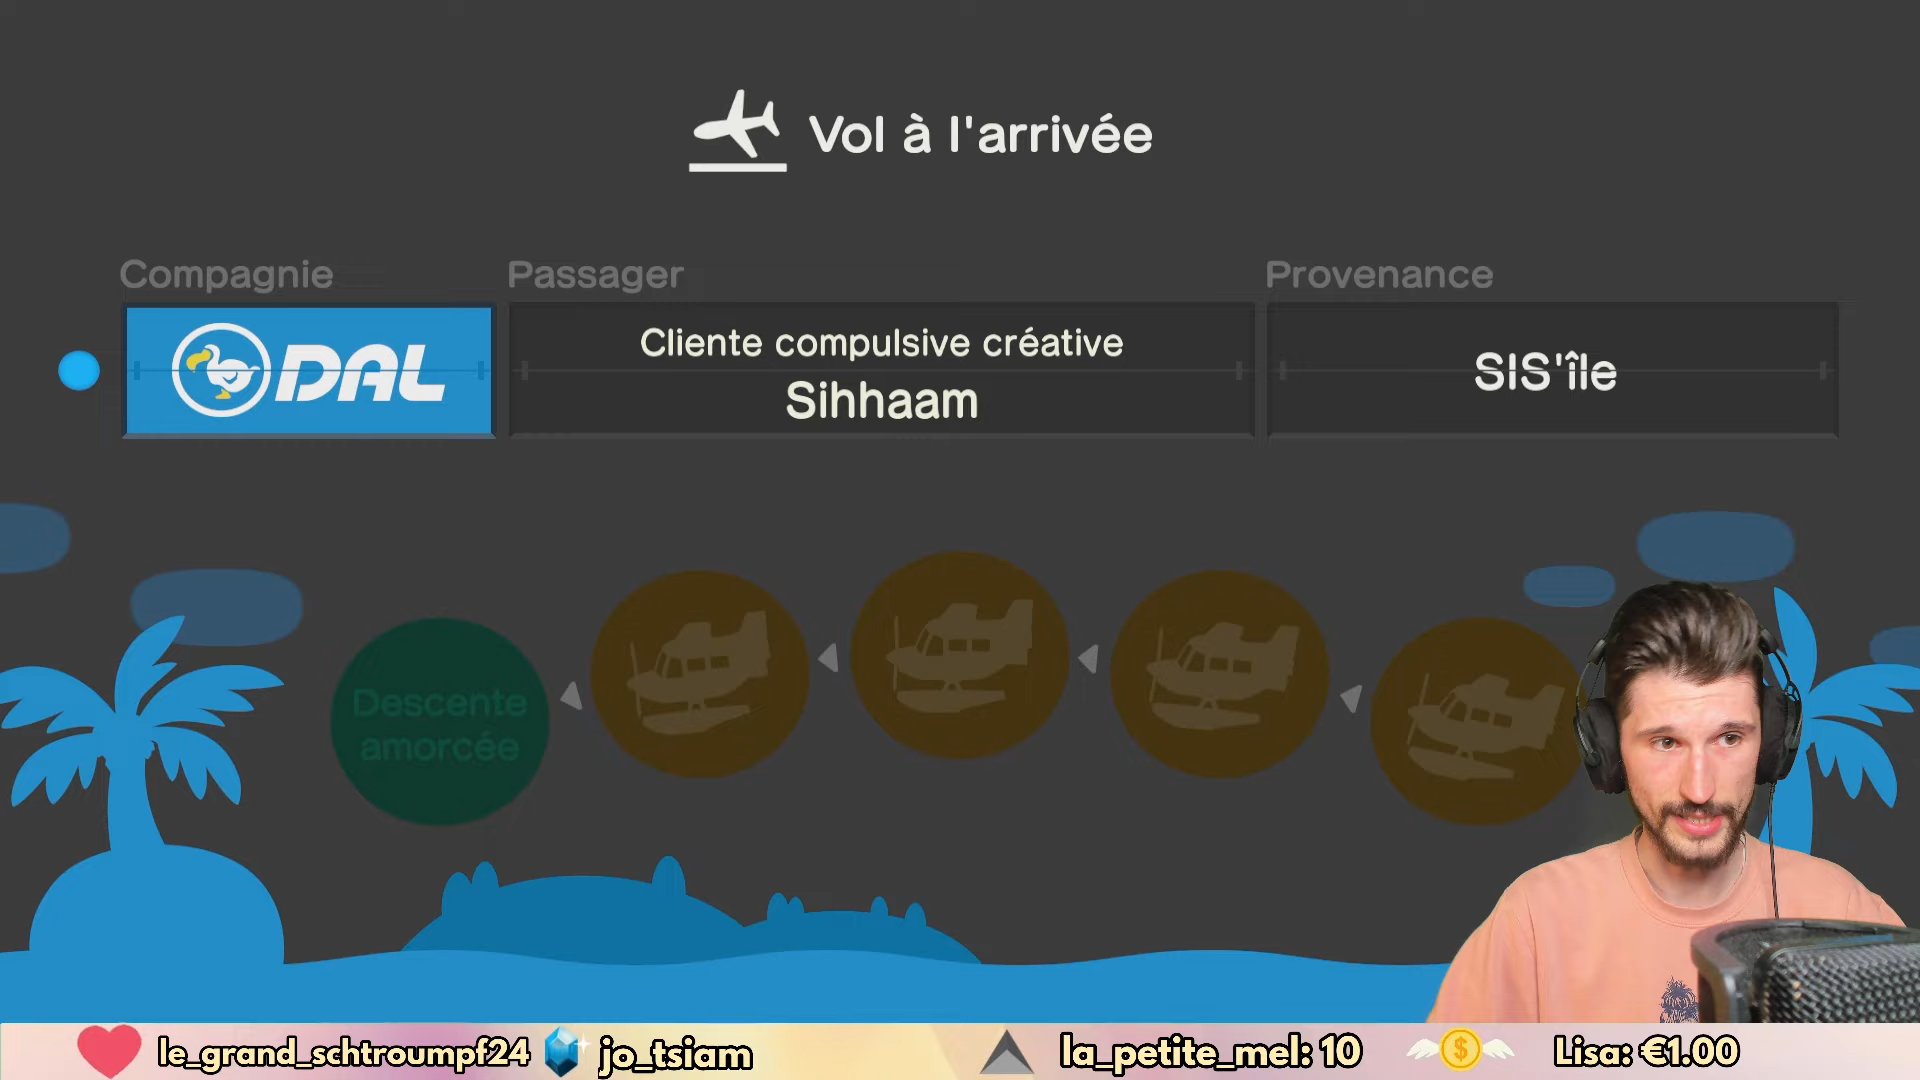 Vol à l'arrivée
Compagnie
Passager
Provenance
DAL
Cliente compulsive créative
Sihhaam
SIS'île
Descente
amorcée
le_grand_schtroumpf24
jo_tsiam
la_petite_mel: 10
$
Lisa: €1.00